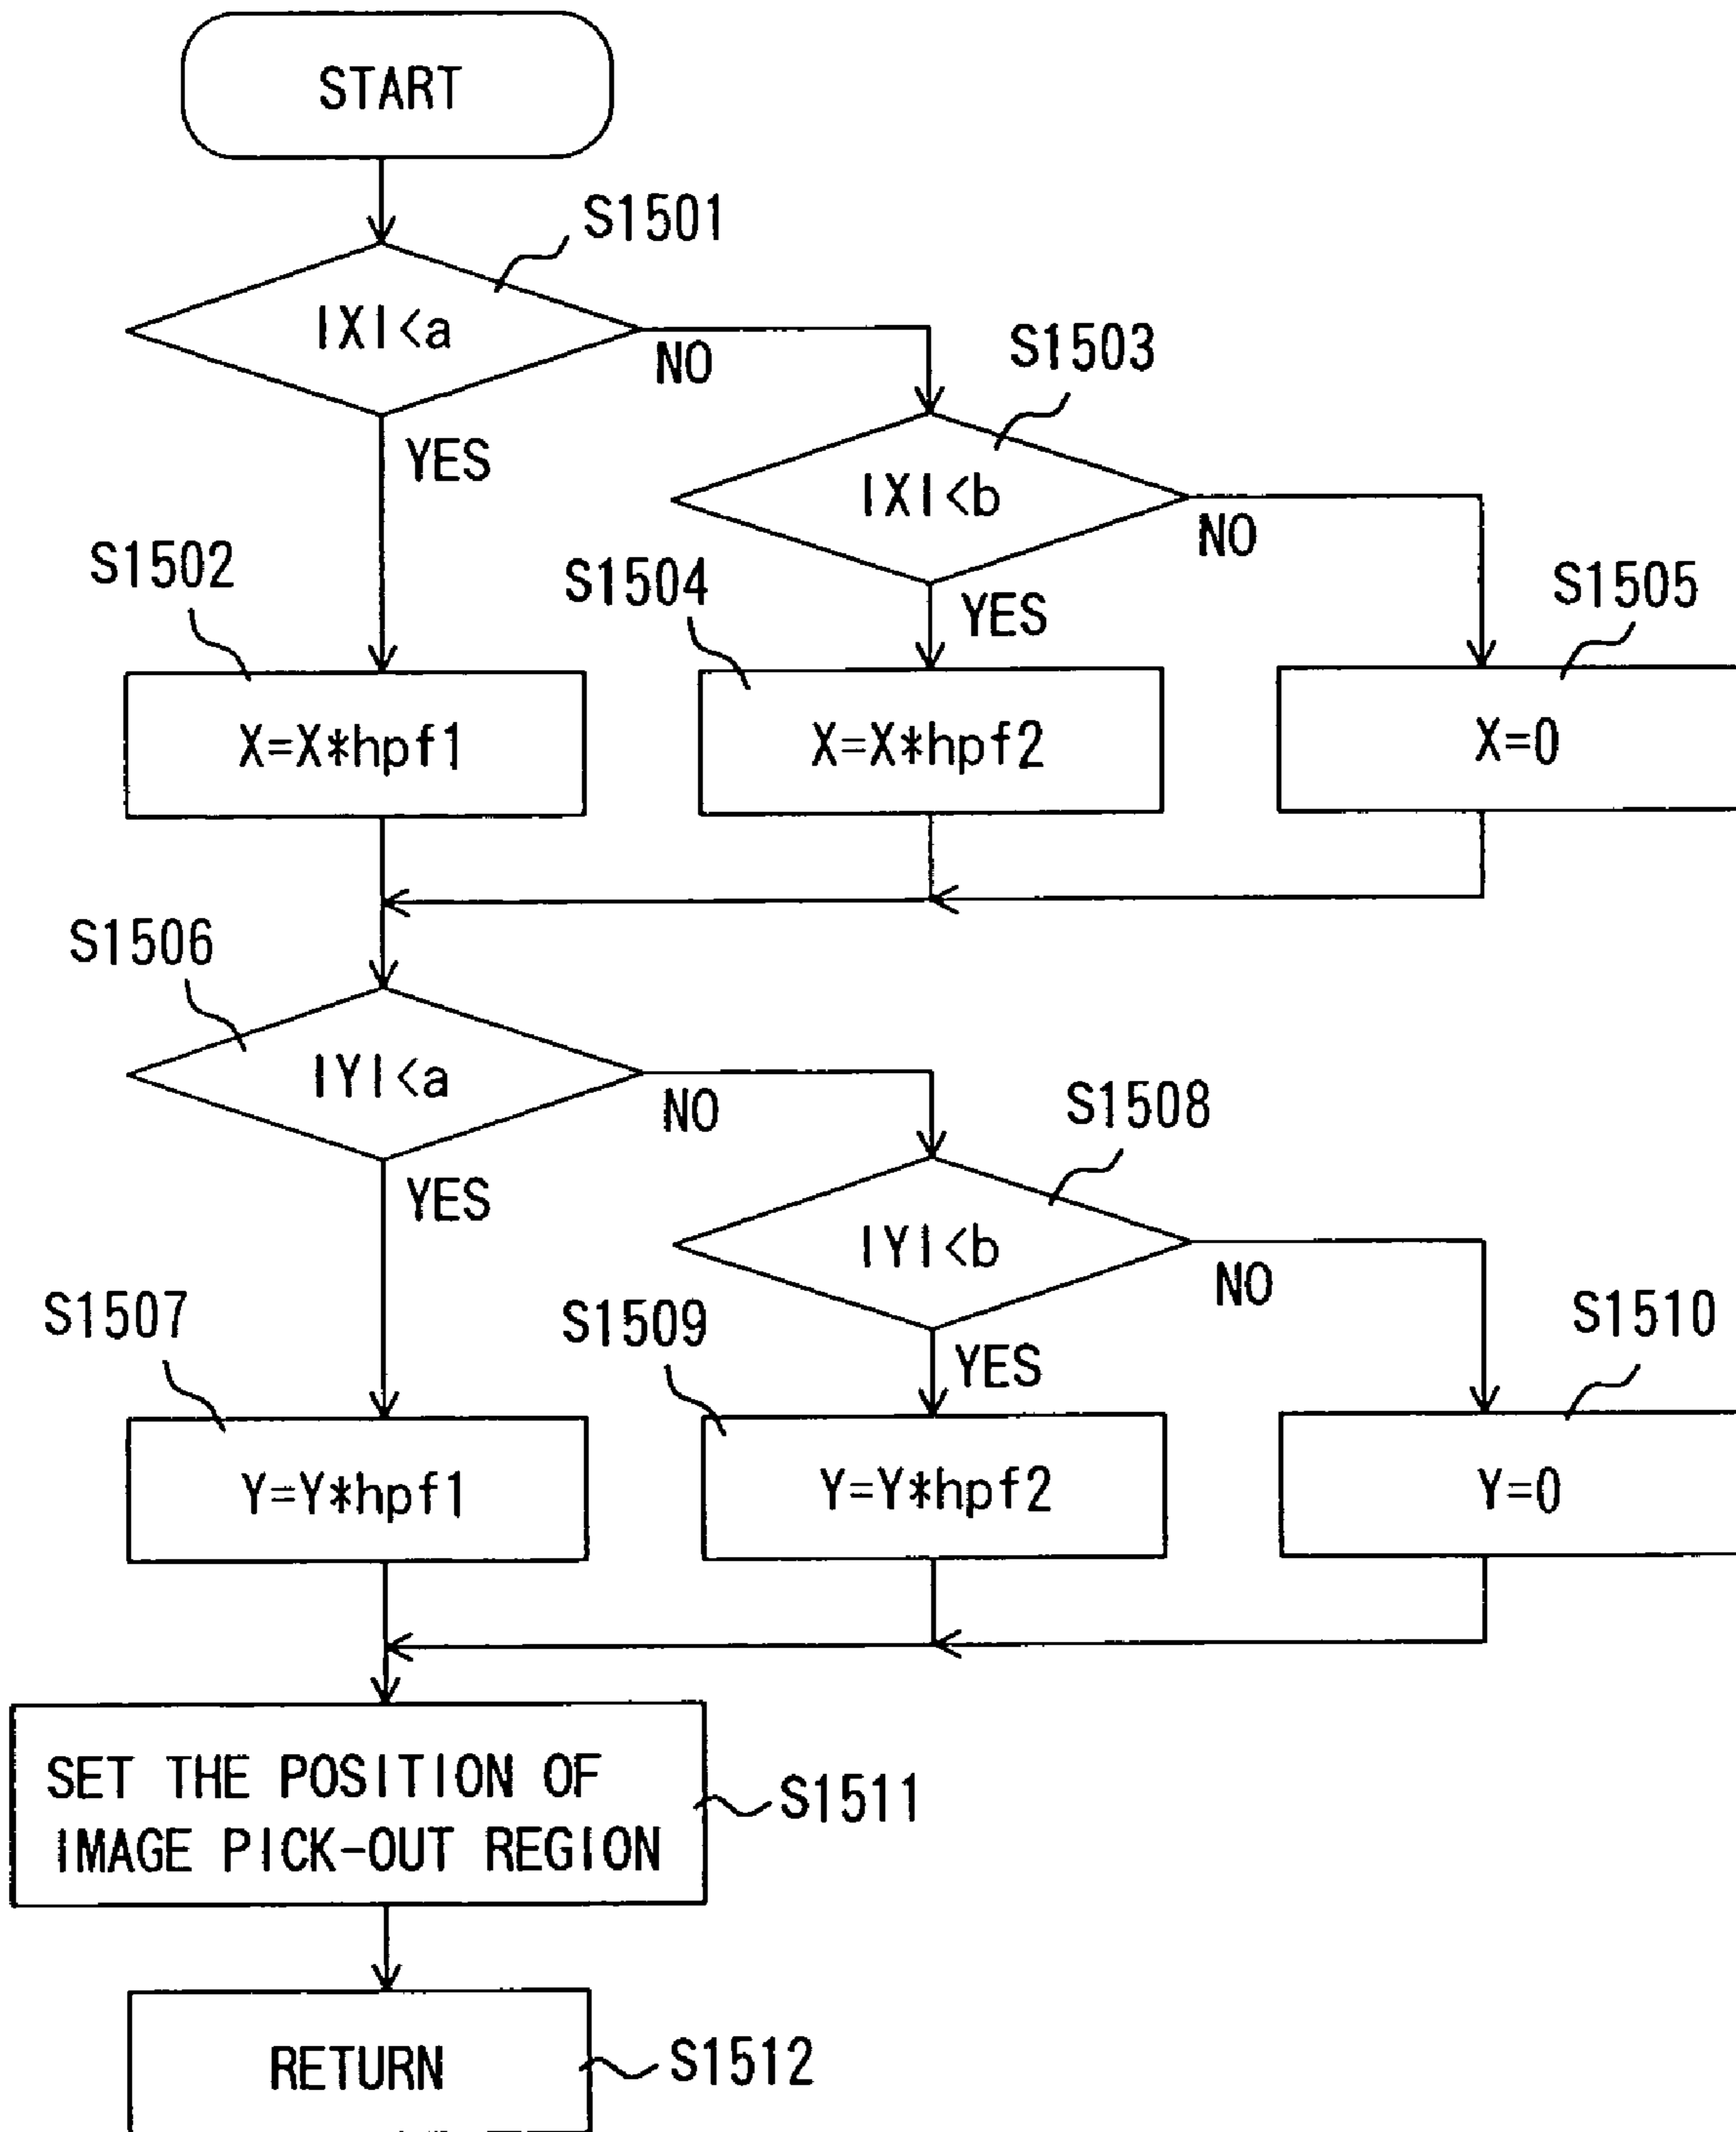 START
S1501
|X|<a
NO
S1503
YES
|X|<b
NO
S1502
S1504
YES
S1505
X=X*hpf1
X=X*hpf2
X=0
S1506
|Y|<a
NO
S1508
YES
|Y|<b
NO
S1507
S1509
YES
S1510
Y=Y*hpf1
Y=Y*hpf2
Y=0
SET THE POSITION OF
IMAGE PICK-OUT REGION
S1511
RETURN
S1512